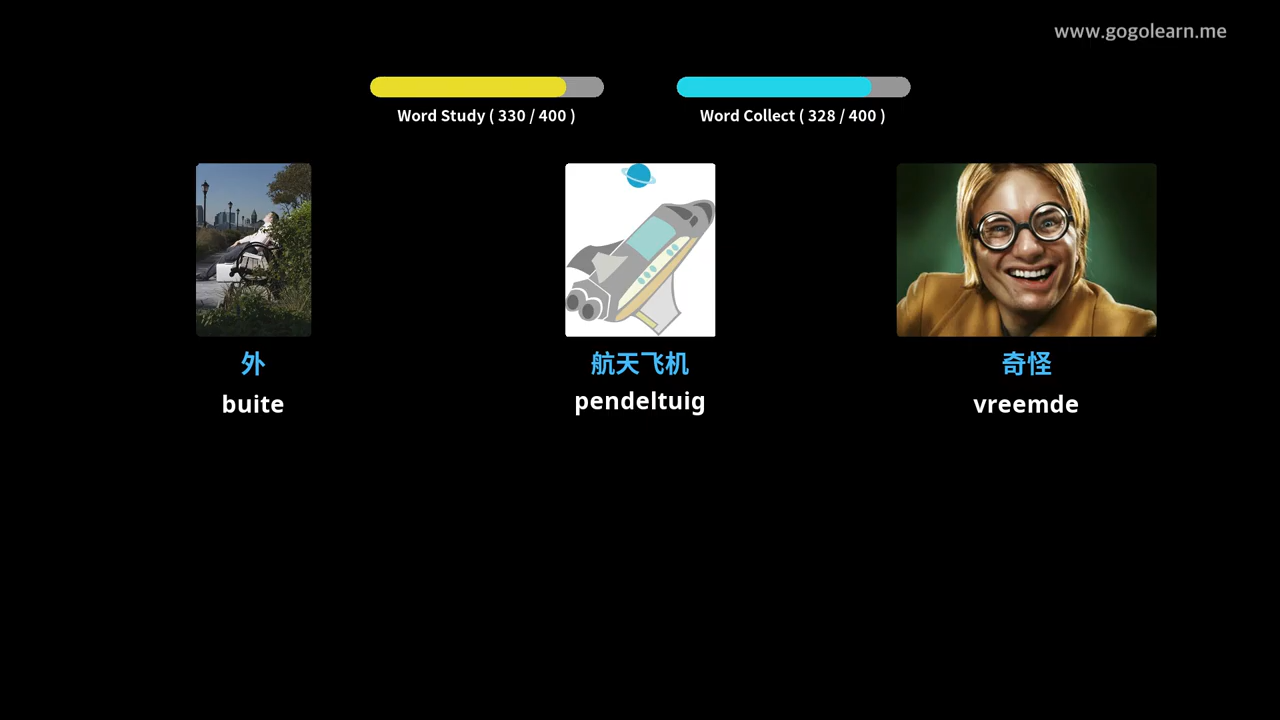 www.gogolearn.me
Word Study ( 330 / 400 )
Word Collect ( 328 / 400 )
外
航天飞机
奇怪
buite
pendeltuig
vreemde